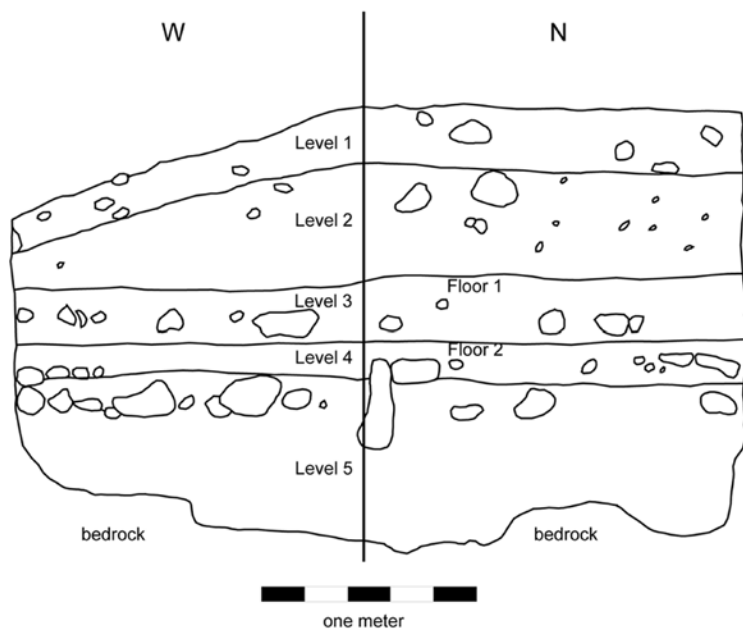 W
N
Level 1
Level 2
Floor 1
Level 3
Floor 2
Level 4
Level 5
bedrock
bedrock
one meter